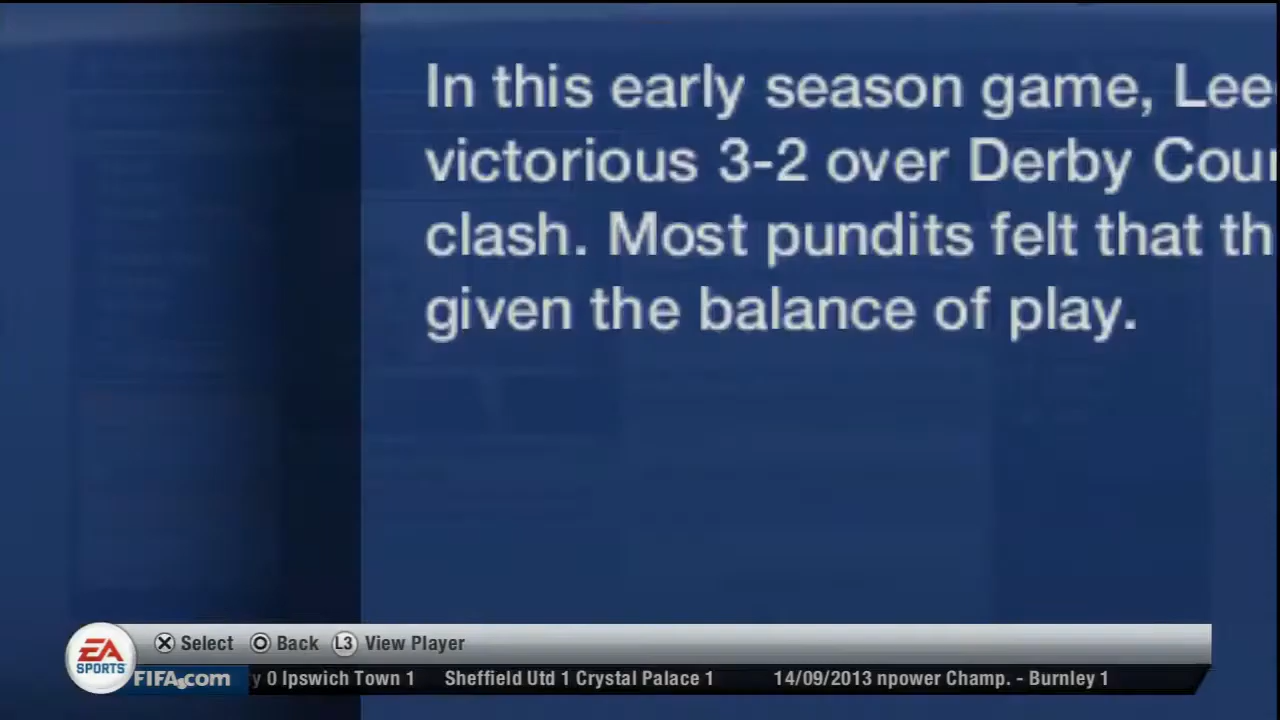 In this early season game, Lee
victorious 3-2 over Derby Cou
clash. Most pundits felt that th
given the balance of play.
Select Back L3 View Player
EA SPORTS
FIFA.com y 0 Ipswich Town 1 Sheffield Utd 1 Crystal Palace 1 14/09/2013 npower Champ. - Burnley 1